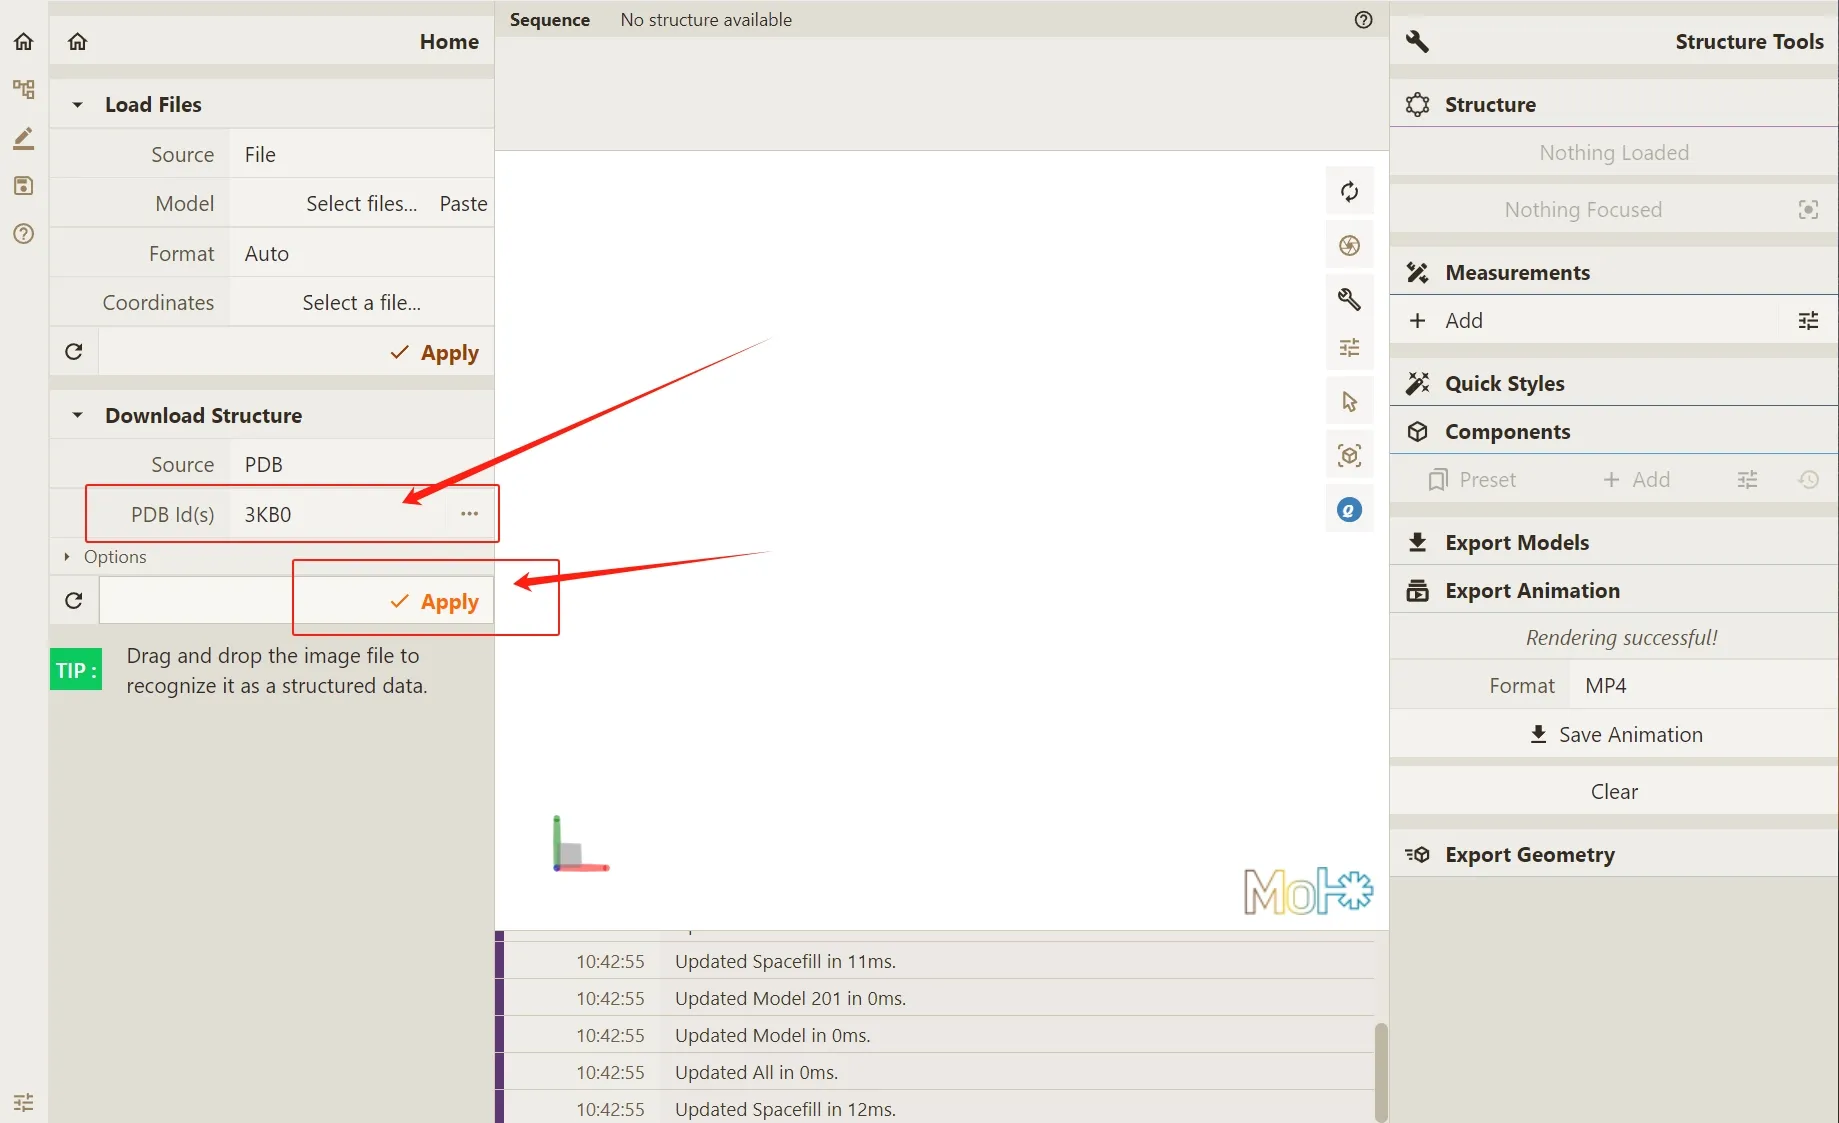 Home
Load Files
Source File
Model Select files... Paste
Format Auto
Coordinates Select a file...
Apply
Download Structure
Source PDB
PDB Id(s) 3KB0 ...
Options
Apply
TIP :
Drag and drop the image file to
recognize it as a structured data.
Sequence No structure available
Mol*
10:42:55 Updated Spacefill in 11ms.
10:42:55 Updated Model 201 in 0ms.
10:42:55 Updated Model in 0ms.
10:42:55 Updated All in 0ms.
10:42:55 Updated Spacefill in 12ms.
Structure Tools
Structure
Nothing Loaded
Nothing Focused
Measurements
Add
Quick Styles
Components
Preset Add
Export Models
Export Animation
Rendering successful!
Format MP4
Save Animation
Clear
Export Geometry